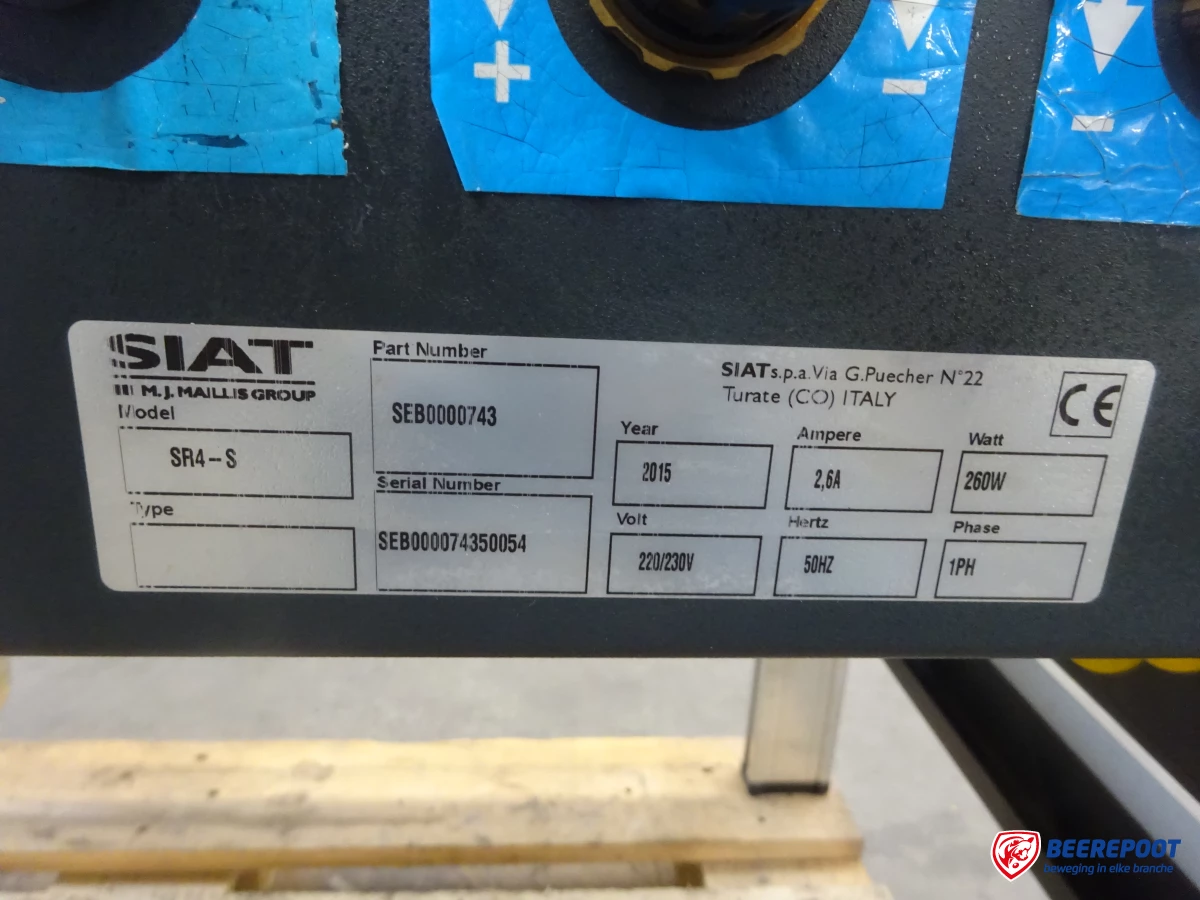 +
-
-
SIAT
M.J. MAILLIS GROUP
Model
SR4-S
Type
Part Number
SEB0000743
Serial Number
SEB000074350054
SIAT s.p.a. Via G.Puecher N°22
Turate (CO) ITALY
CE
Year
2015
Ampere
2,6A
Watt
260W
Volt
220/230V
Hertz
50HZ
Phase
1PH
BEEREPOOT
beweging in elke branche